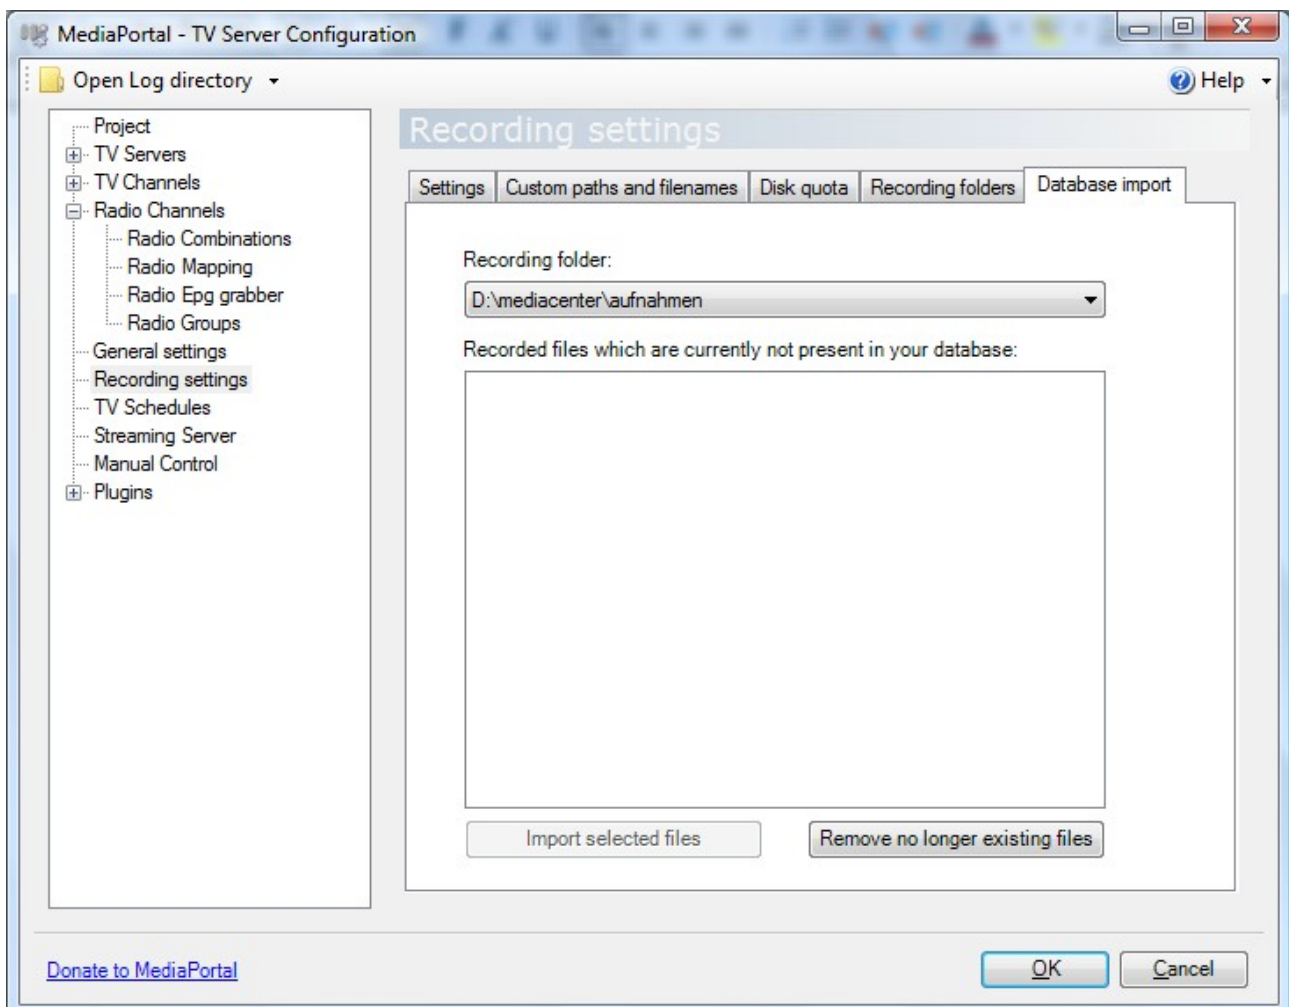 MediaPortal - TV Server Configuration
Open Log directory
Help
Project
TV Servers
TV Channels
Radio Channels
Radio Combinations
Radio Mapping
Radio Epg grabber
Radio Groups
General settings
Recording settings
TV Schedules
Streaming Server
Manual Control
Plugins
Recording settings
Settings Custom paths and filenames Disk quota Recording folders Database import
Recording folder:
D:\mediacenter\aufnahmen
Recorded files which are currently not present in your database:
Import selected files Remove no longer existing files
Donate to MediaPortal
OK Cancel